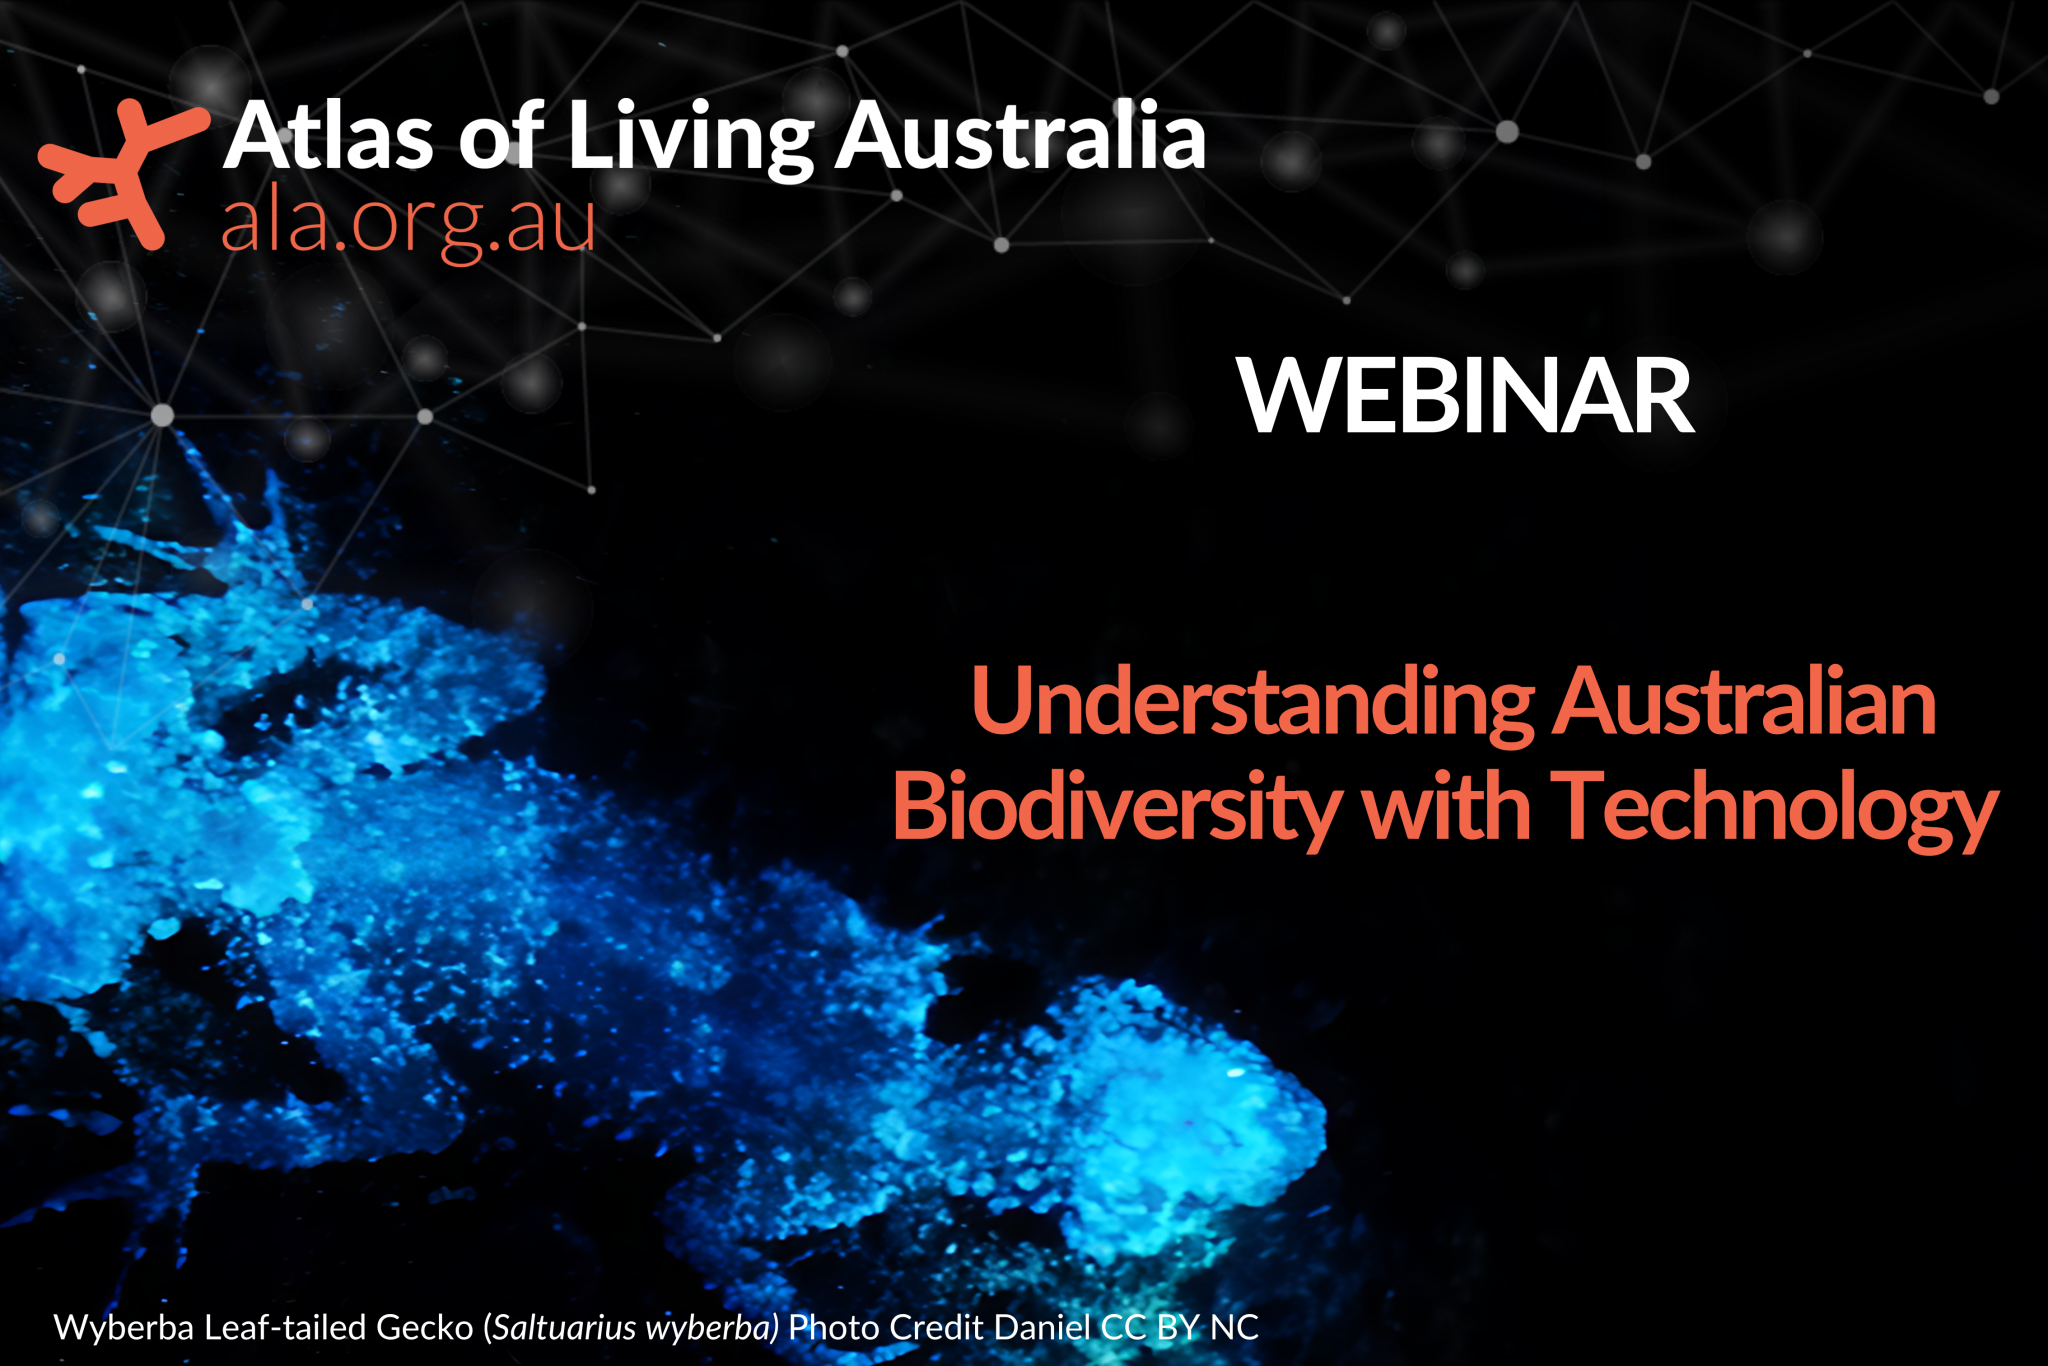 Atlas of Living Australia
ala.org.au
WEBINAR
Understanding Australian
Biodiversity with Technology
Wyberba Leaf-tailed Gecko (Saltuarius wyberba) Photo Credit Daniel CC BY NC